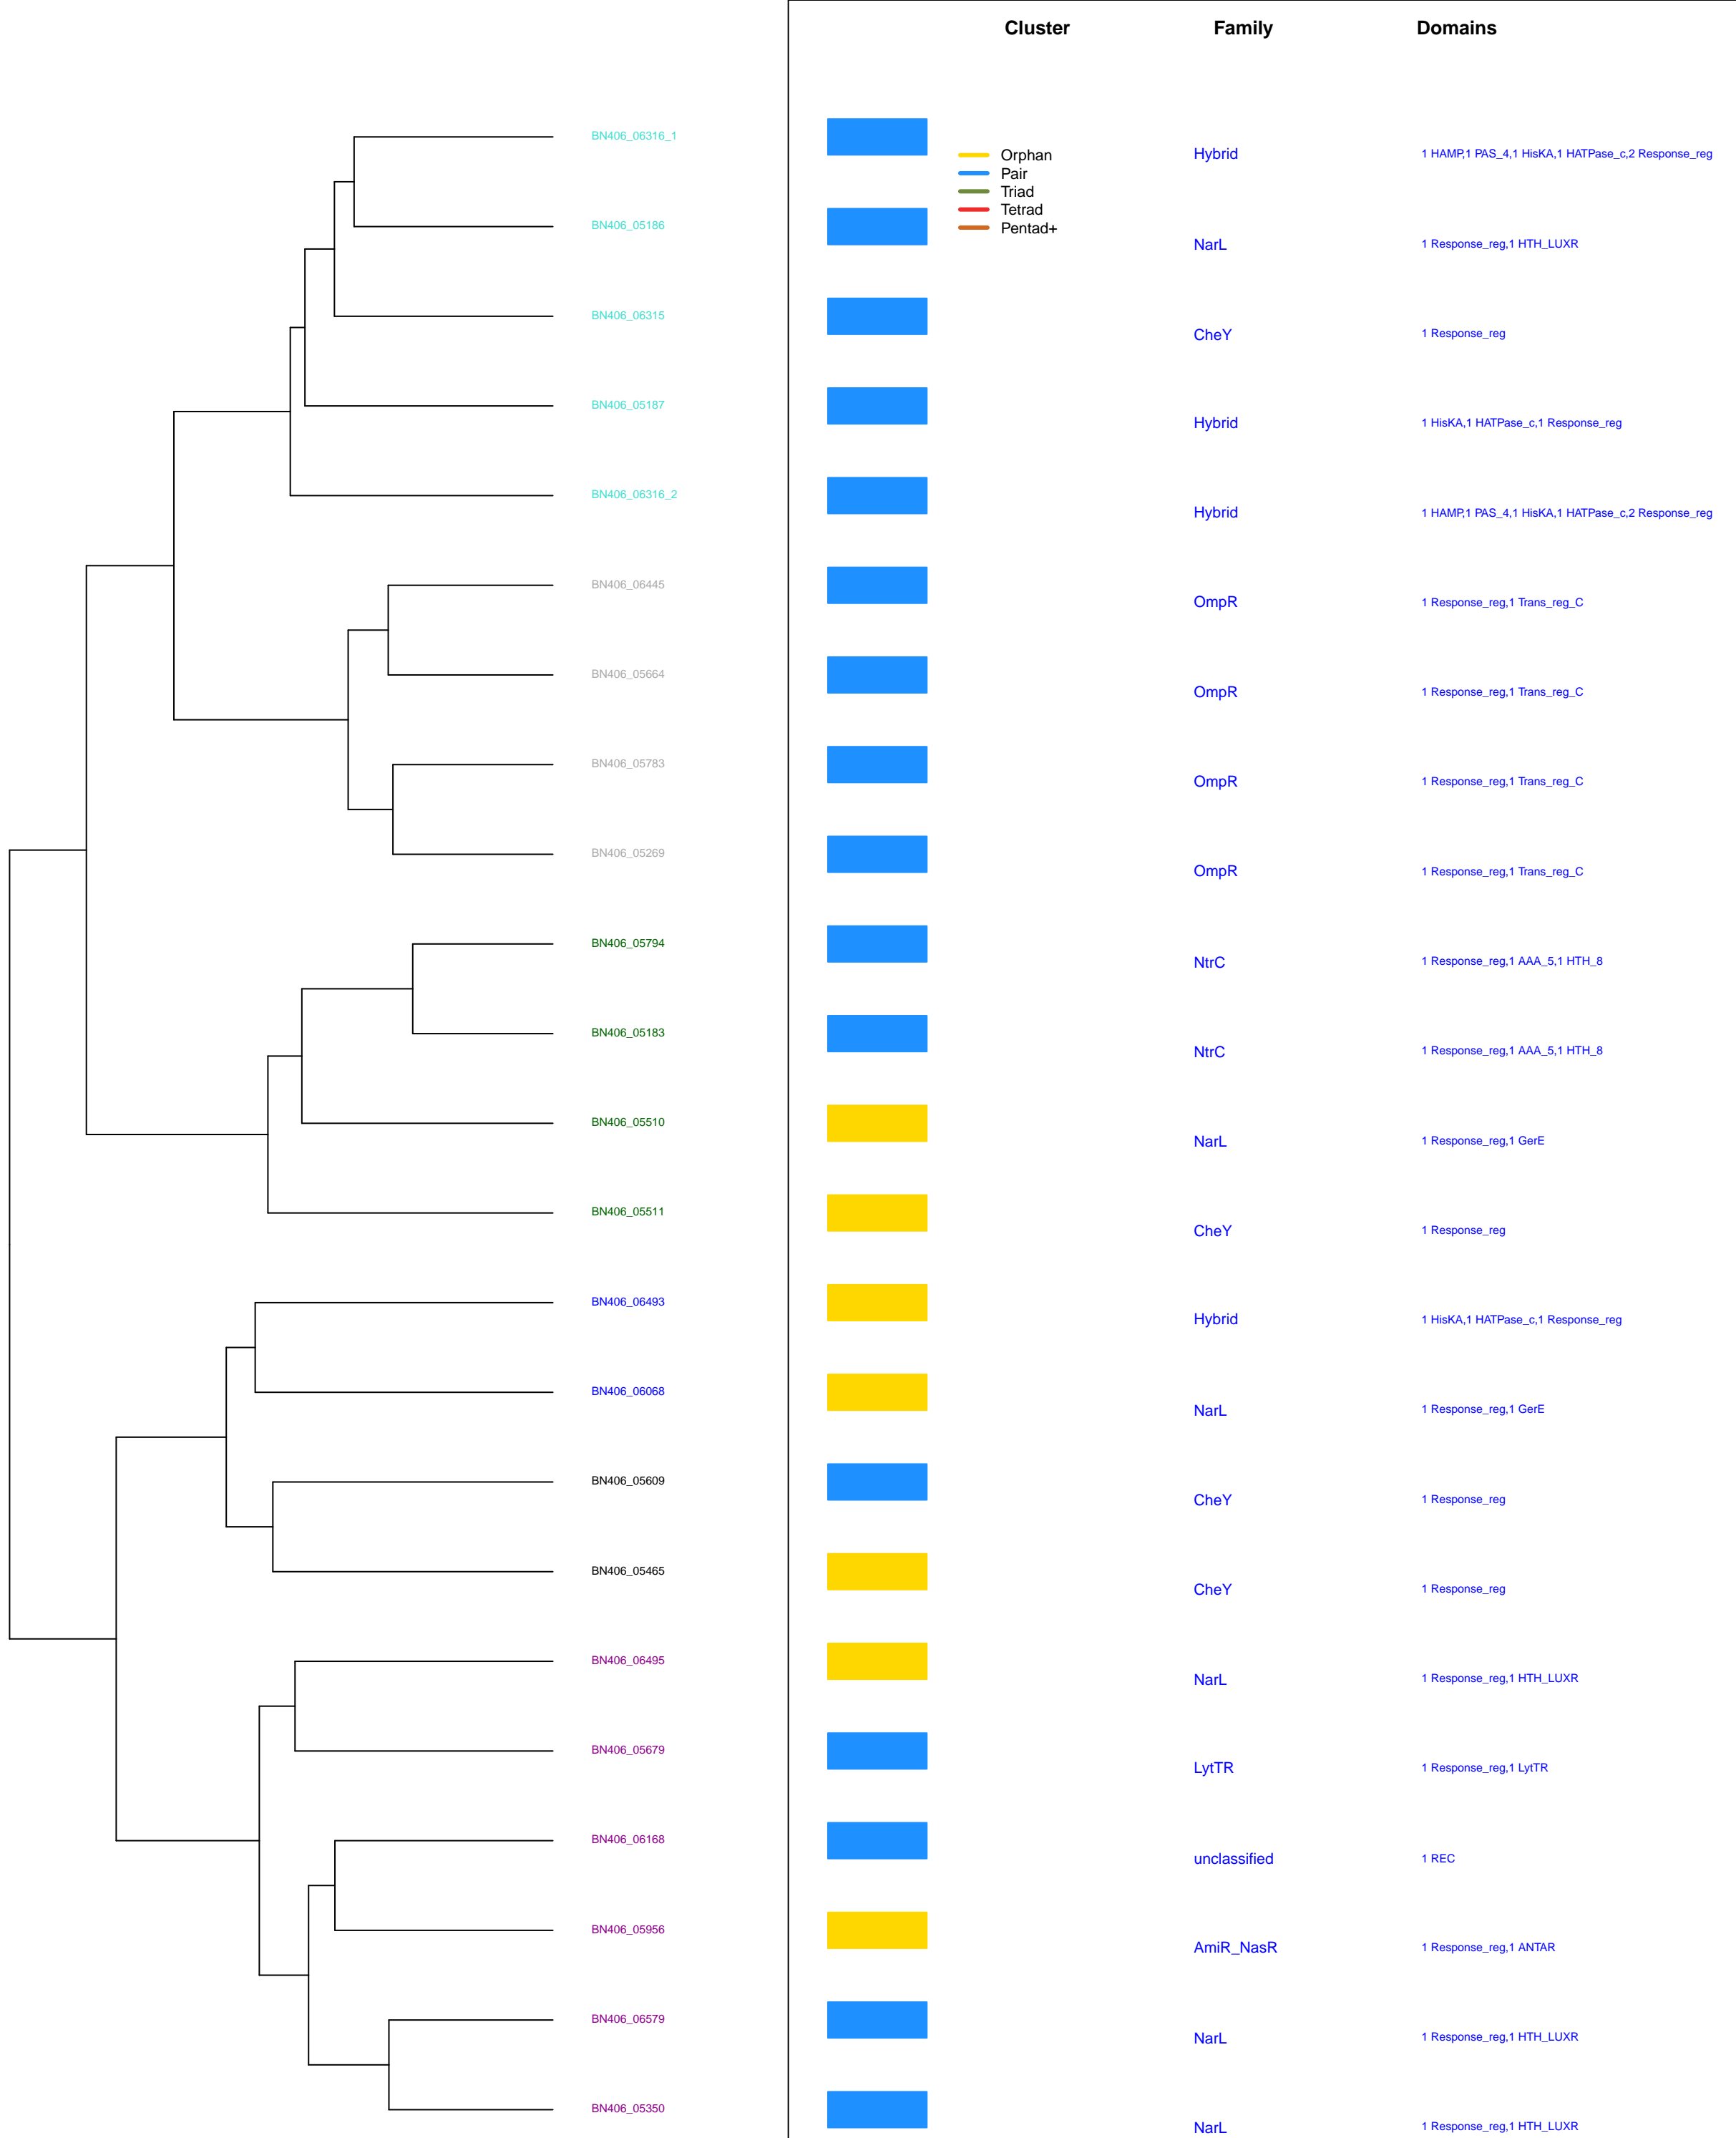 Cluster Family Domains
BN406_06316_1
Orphan
Hybrid 1 HAMP,1 PAS_4,1 HisKA,1 HATPase_c,2 Response_reg
Pair
Triad
Tetrad
BN406_05186
Pentad+
NarL 1 Response_reg,1 HTH_LUXR
BN406_06315
CheY 1 Response_reg
BN406_05187
Hybrid 1 HisKA,1 HATPase_c,1 Response_reg
BN406_06316_2
Hybrid 1 HAMP,1 PAS_4,1 HisKA,1 HATPase_c,2 Response_reg
BN406_06445
OmpR 1 Response_reg,1 Trans_reg_C
BN406_05664
OmpR 1 Response_reg,1 Trans_reg_C
BN406_05783
OmpR 1 Response_reg,1 Trans_reg_C
BN406_05269
OmpR 1 Response_reg,1 Trans_reg_C
BN406_05794
NtrC 1 Response_reg,1 AAA_5,1 HTH_8
BN406_05183
NtrC 1 Response_reg,1 AAA_5,1 HTH_8
BN406_05510
NarL 1 Response_reg,1 GerE
BN406_05511
CheY 1 Response_reg
BN406_06493
Hybrid 1 HisKA,1 HATPase_c,1 Response_reg
BN406_06068
NarL 1 Response_reg,1 GerE
BN406_05609
CheY 1 Response_reg
BN406_05465
CheY 1 Response_reg
BN406_06495
NarL 1 Response_reg,1 HTH_LUXR
BN406_05679
LytTR 1 Response_reg,1 LytTR
BN406_06168
unclassified 1 REC
BN406_05956
AmiR_NasR 1 Response_reg,1 ANTAR
BN406_06579
NarL 1 Response_reg,1 HTH_LUXR
BN406_05350
NarL 1 Response_reg,1 HTH_LUXR